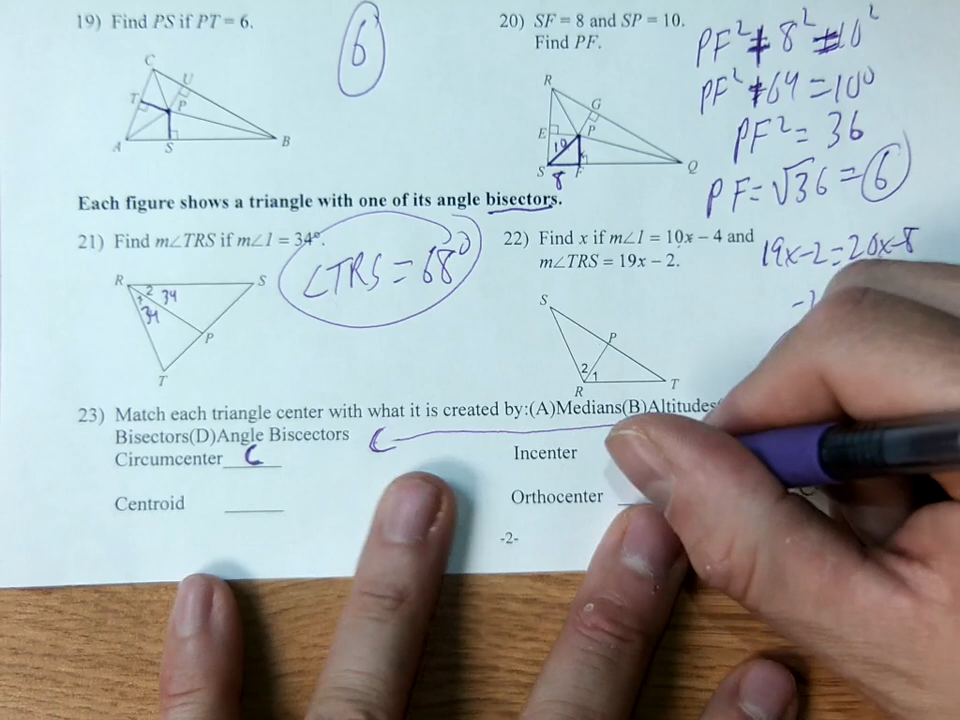 19) Find PS if PT = 6.
6
C
U
T
P
A
S
B
20) SF = 8 and SP = 10.
Find PF.
PF² + 8² = 10²
PF² + 64 = 100
PF² = 36
PF = √36 = 6
R
G
E
P
10
S
F
Q
8
Each figure shows a triangle with one of its angle bisectors.
21) Find m∠TRS if m∠1 = 34°.
∠TRS = 68°
R
2
34
S
1
34
P
T
22) Find x if m∠1 = 10x − 4 and
m∠TRS = 19x − 2.
19x-2=20x-8
S
P
2
1
R
T
23) Match each triangle center with what it is created by:(A)Medians(B)Altitudes
Bisectors(D)Angle Biscectors
C
Circumcenter C
Incenter
Centroid
Orthocenter
-2-